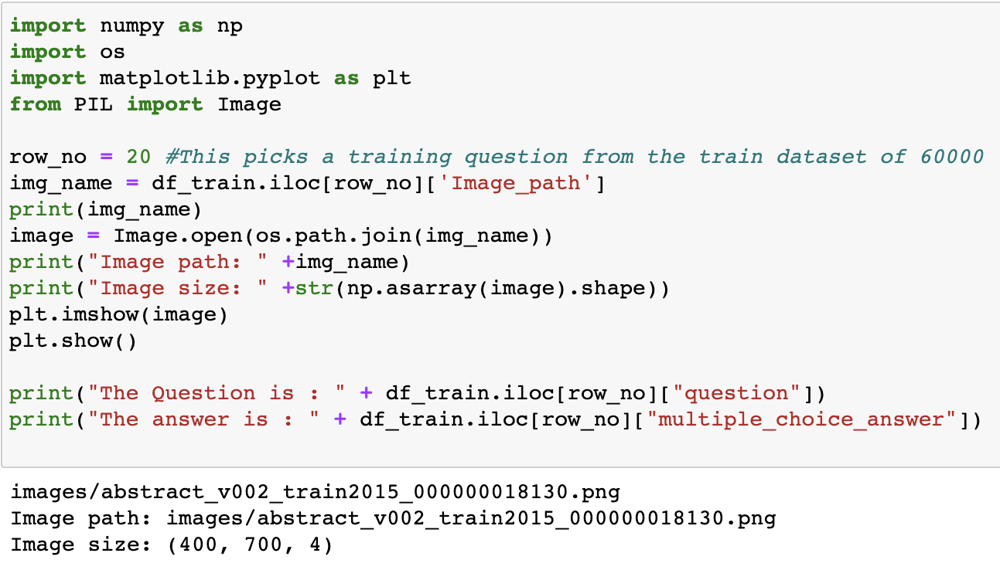 import numpy as np
import os
import matplotlib.pyplot as plt
from PIL import Image
row_no = 20 #This picks a training question from the train dataset of 60000
img_name = df_train.iloc[row_no]['Image_path']
print(img_name)
image = Image.open(os.path.join(img_name))
print("Image path: " +img_name)
print("Image size: " +str(np.asarray(image).shape))
plt.imshow(image)
plt.show()
print("The Question is : " + df_train.iloc[row_no]["question"])
print("The answer is : " + df_train.iloc[row_no]["multiple_choice_answer"])
images/abstract_v002_train2015_000000018130.png
Image path: images/abstract_v002_train2015_000000018130.png
Image size: (400, 700, 4)